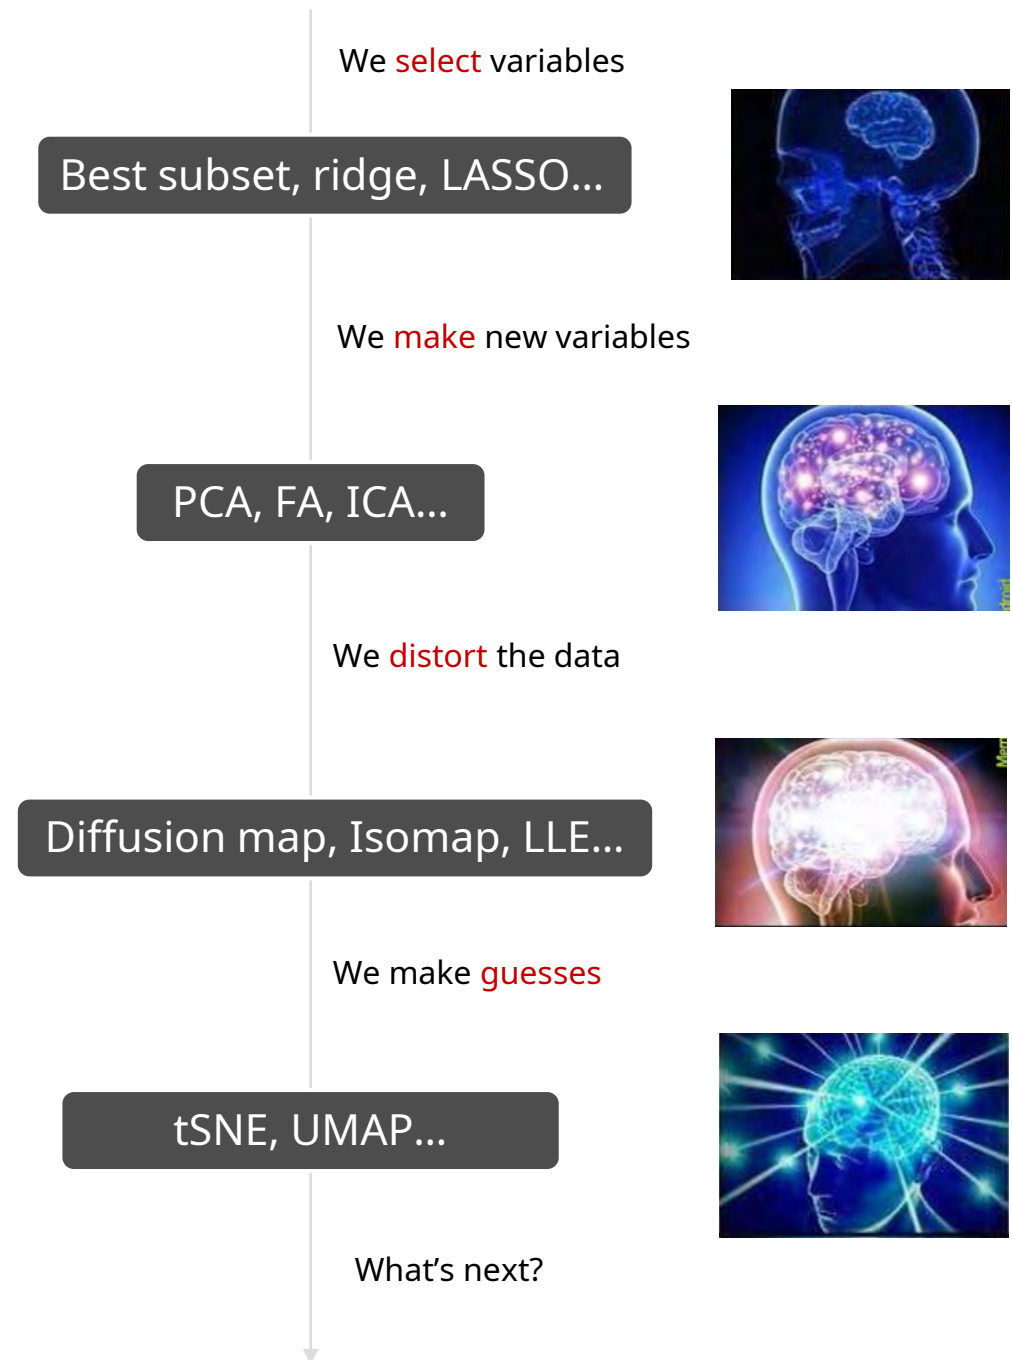 We select variables
Best subset, ridge, LASSO...
We make new variables
PCA, FA, ICA...
We distort the data
Diffusion map, Isomap, LLE...
We make guesses
tSNE, UMAP...
What's next?